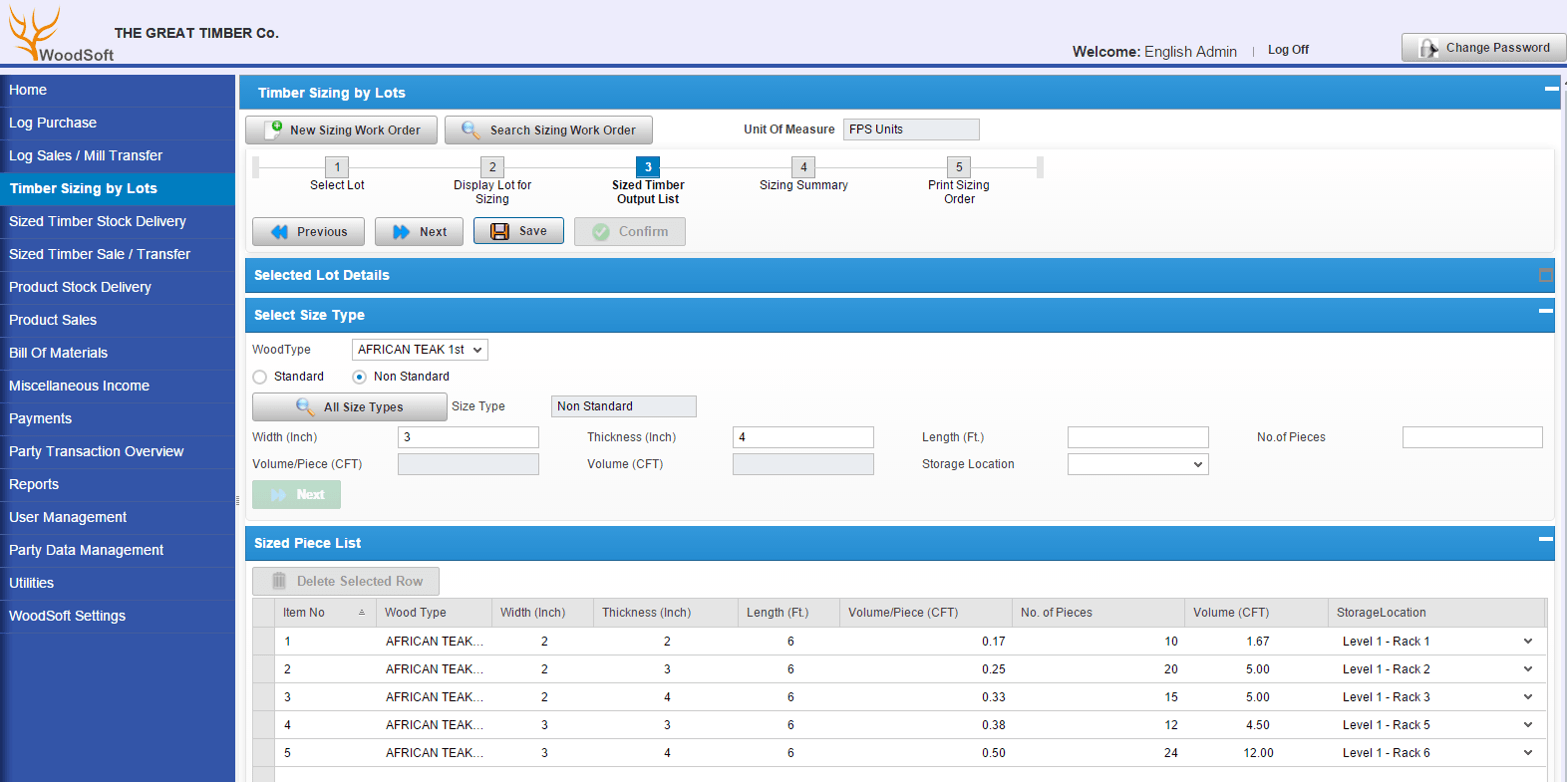 WoodSoft
THE GREAT TIMBER Co.
Welcome: English Admin | Log Off
Change Password
Home
Log Purchase
Log Sales / Mill Transfer
Timber Sizing by Lots
Sized Timber Stock Delivery
Sized Timber Sale / Transfer
Product Stock Delivery
Product Sales
Bill Of Materials
Miscellaneous Income
Payments
Party Transaction Overview
Reports
User Management
Party Data Management
Utilities
WoodSoft Settings
Timber Sizing by Lots
New Sizing Work Order
Search Sizing Work Order
Unit Of Measure FPS Units
1 Select Lot
2 Display Lot for
Sizing
3 Sized Timber
Output List
4 Sizing Summary
5 Print Sizing
Order
Previous Next Save Confirm
Selected Lot Details
Select Size Type
WoodType AFRICAN TEAK 1st
Standard Non Standard
All Size Types Size Type Non Standard
Width (Inch) 3 Thickness (Inch) 4 Length (Ft.) No.of Pieces
Volume/Piece (CFT) Volume (CFT) Storage Location
Next
Sized Piece List
Delete Selected Row
Item No Wood Type Width (Inch) Thickness (Inch) Length (Ft.) Volume/Piece (CFT) No. of Pieces Volume (CFT) StorageLocation
1 AFRICAN TEAK... 2 2 6 0.17 10 1.67 Level 1 - Rack 1
2 AFRICAN TEAK... 2 3 6 0.25 20 5.00 Level 1 - Rack 2
3 AFRICAN TEAK... 2 4 6 0.33 15 5.00 Level 1 - Rack 3
4 AFRICAN TEAK... 3 3 6 0.38 12 4.50 Level 1 - Rack 5
5 AFRICAN TEAK... 3 4 6 0.50 24 12.00 Level 1 - Rack 6